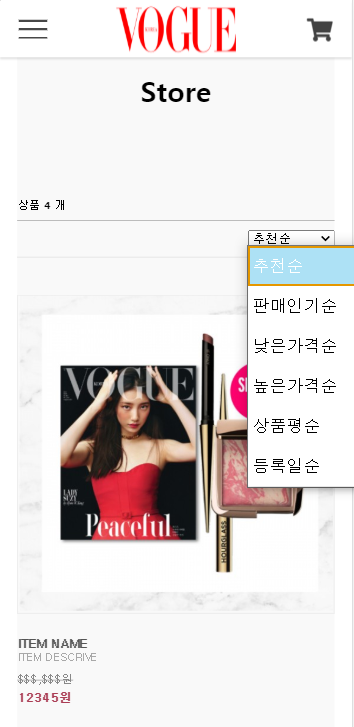 VOGUE
Store
상품 4 개
추천순
추천순
판매인기순
낮은가격순
높은가격순
상품평순
등록일순
VOGUE
LADY
SUZY
Peaceful
HOURGLASS
ITEM NAME
ITEM DESCRIVE
$$$,$$$원
12345원